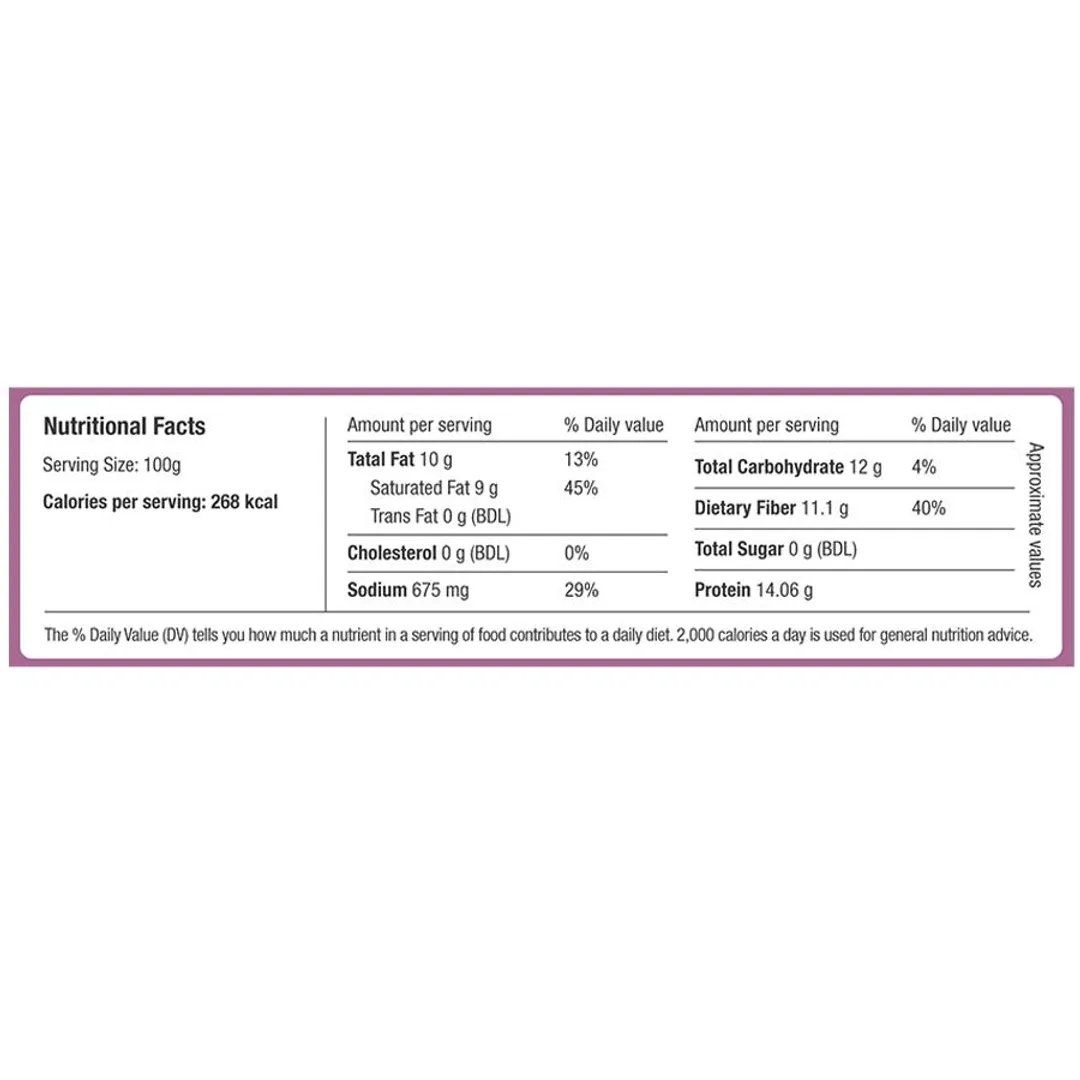 Nutritional Facts
Serving Size: 100g
Calories per serving: 268 kcal
Amount per serving % Daily value
Tatal Fat 10 g 13%
Saturated Fat 9 g 45%
Trans Fat 0 g (BDL)
Cholesterol 0 g (BDL) 0%
Sodium 675 mg 29%
Amount per serving % Daily value
Total Carbohydrate 12 g 4%
Dietary Fiber 11.1 g 40%
Total Sugar 0 g (BDL)
Protein 14.06 g
Approximate values
The % Daily Value (DV) tells you how much a nutrient in a serving of food contributes to a daily diet. 2,000 calories a day is used for general nutrition advice.